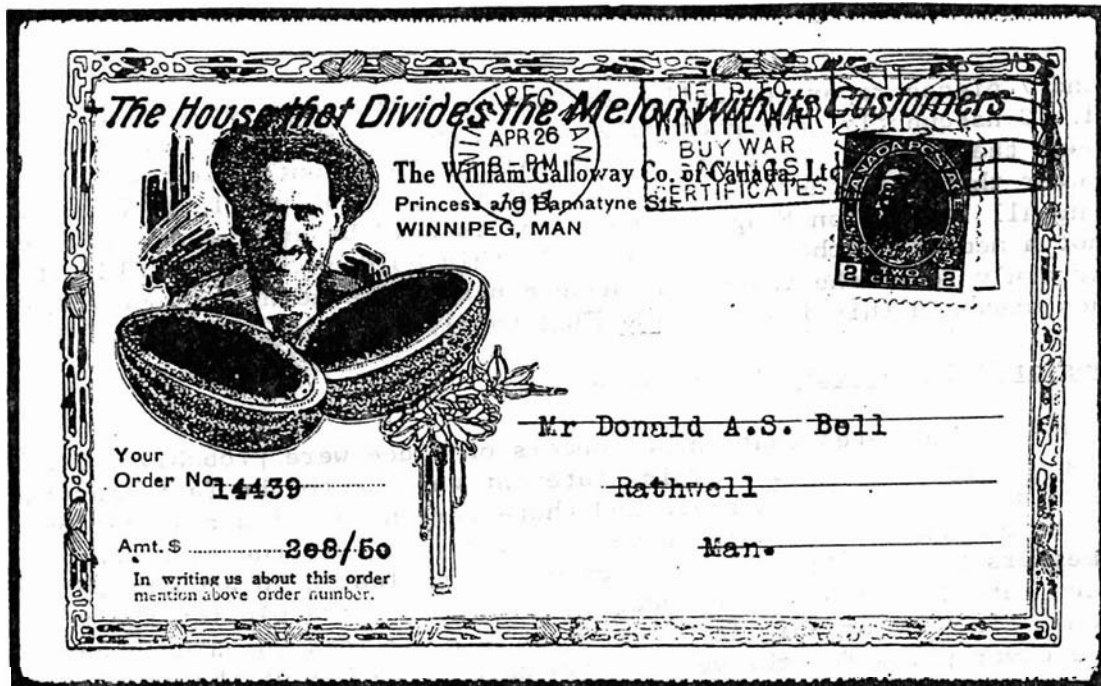 The House that Divides the Melon with its Customers
WINNIPEG MAN
APR 26
8 - PM
191
HELP TO
WIN THE WAR
BUY WAR
SAVINGS
CERTIFICATES
The William Galloway Co. of Canada, Ltd
Princess and Bannatyne Sts
WINNIPEG, MAN
CANADA POSTAGE
2 TWO CENTS 2
Mr Donald A.S. Bell
Rathwell
Man.
Your
Order No. 14439
Amt. $ 208/50
In writing us about this order
mention above order number.